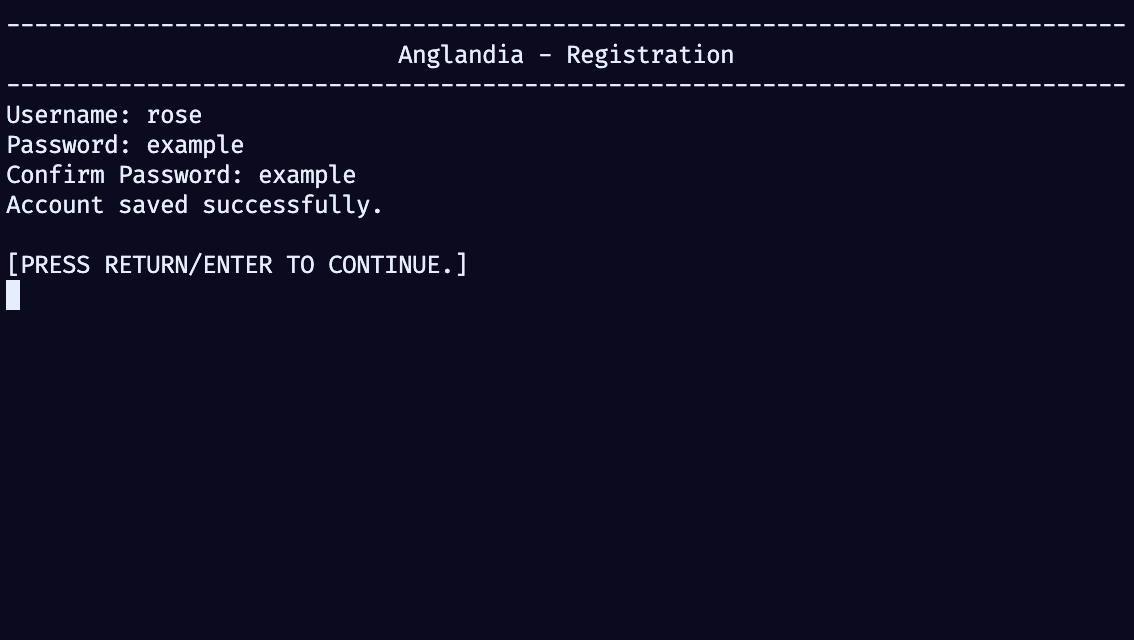 --------------------------------------------------------------------------------
Anglandia - Registration
--------------------------------------------------------------------------------
Username: rose
Password: example
Confirm Password: example
Account saved successfully.
[PRESS RETURN/ENTER TO CONTINUE.]